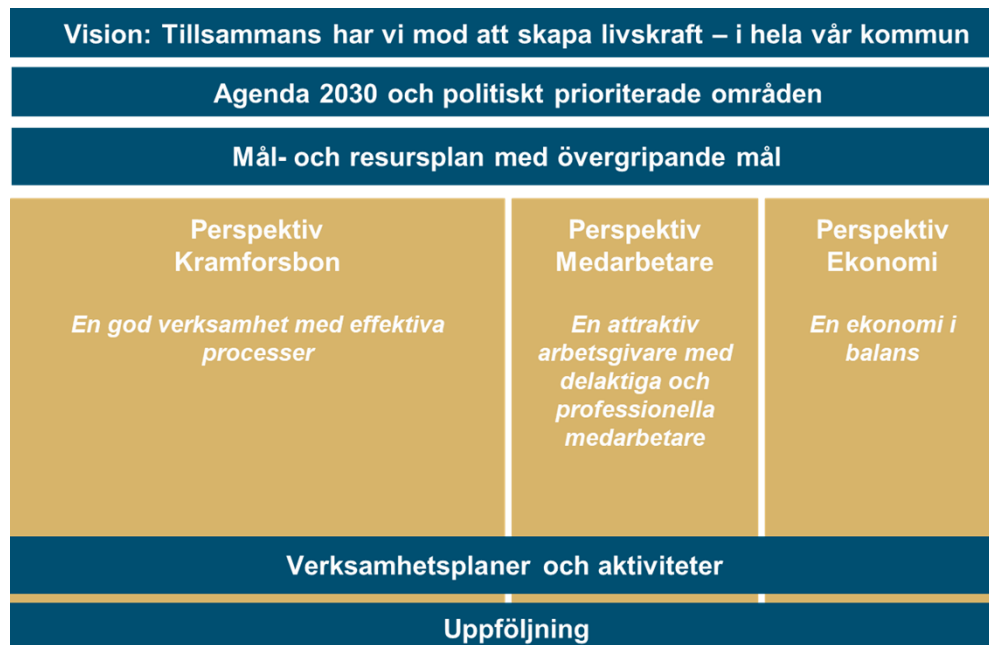 Vision: Tillsammans har vi mod att skapa livskraft – i hela vår kommun
Agenda 2030 och politiskt prioriterade områden
Mål- och resursplan med övergripande mål
Perspektiv
Kramforsbon
En god verksamhet med effektiva
processer
Perspektiv
Medarbetare
En attraktiv
arbetsgivare med
delaktiga och
professionella
medarbetare
Perspektiv
Ekonomi
En ekonomi i
balans
Verksamhetsplaner och aktiviteter
Uppföljning